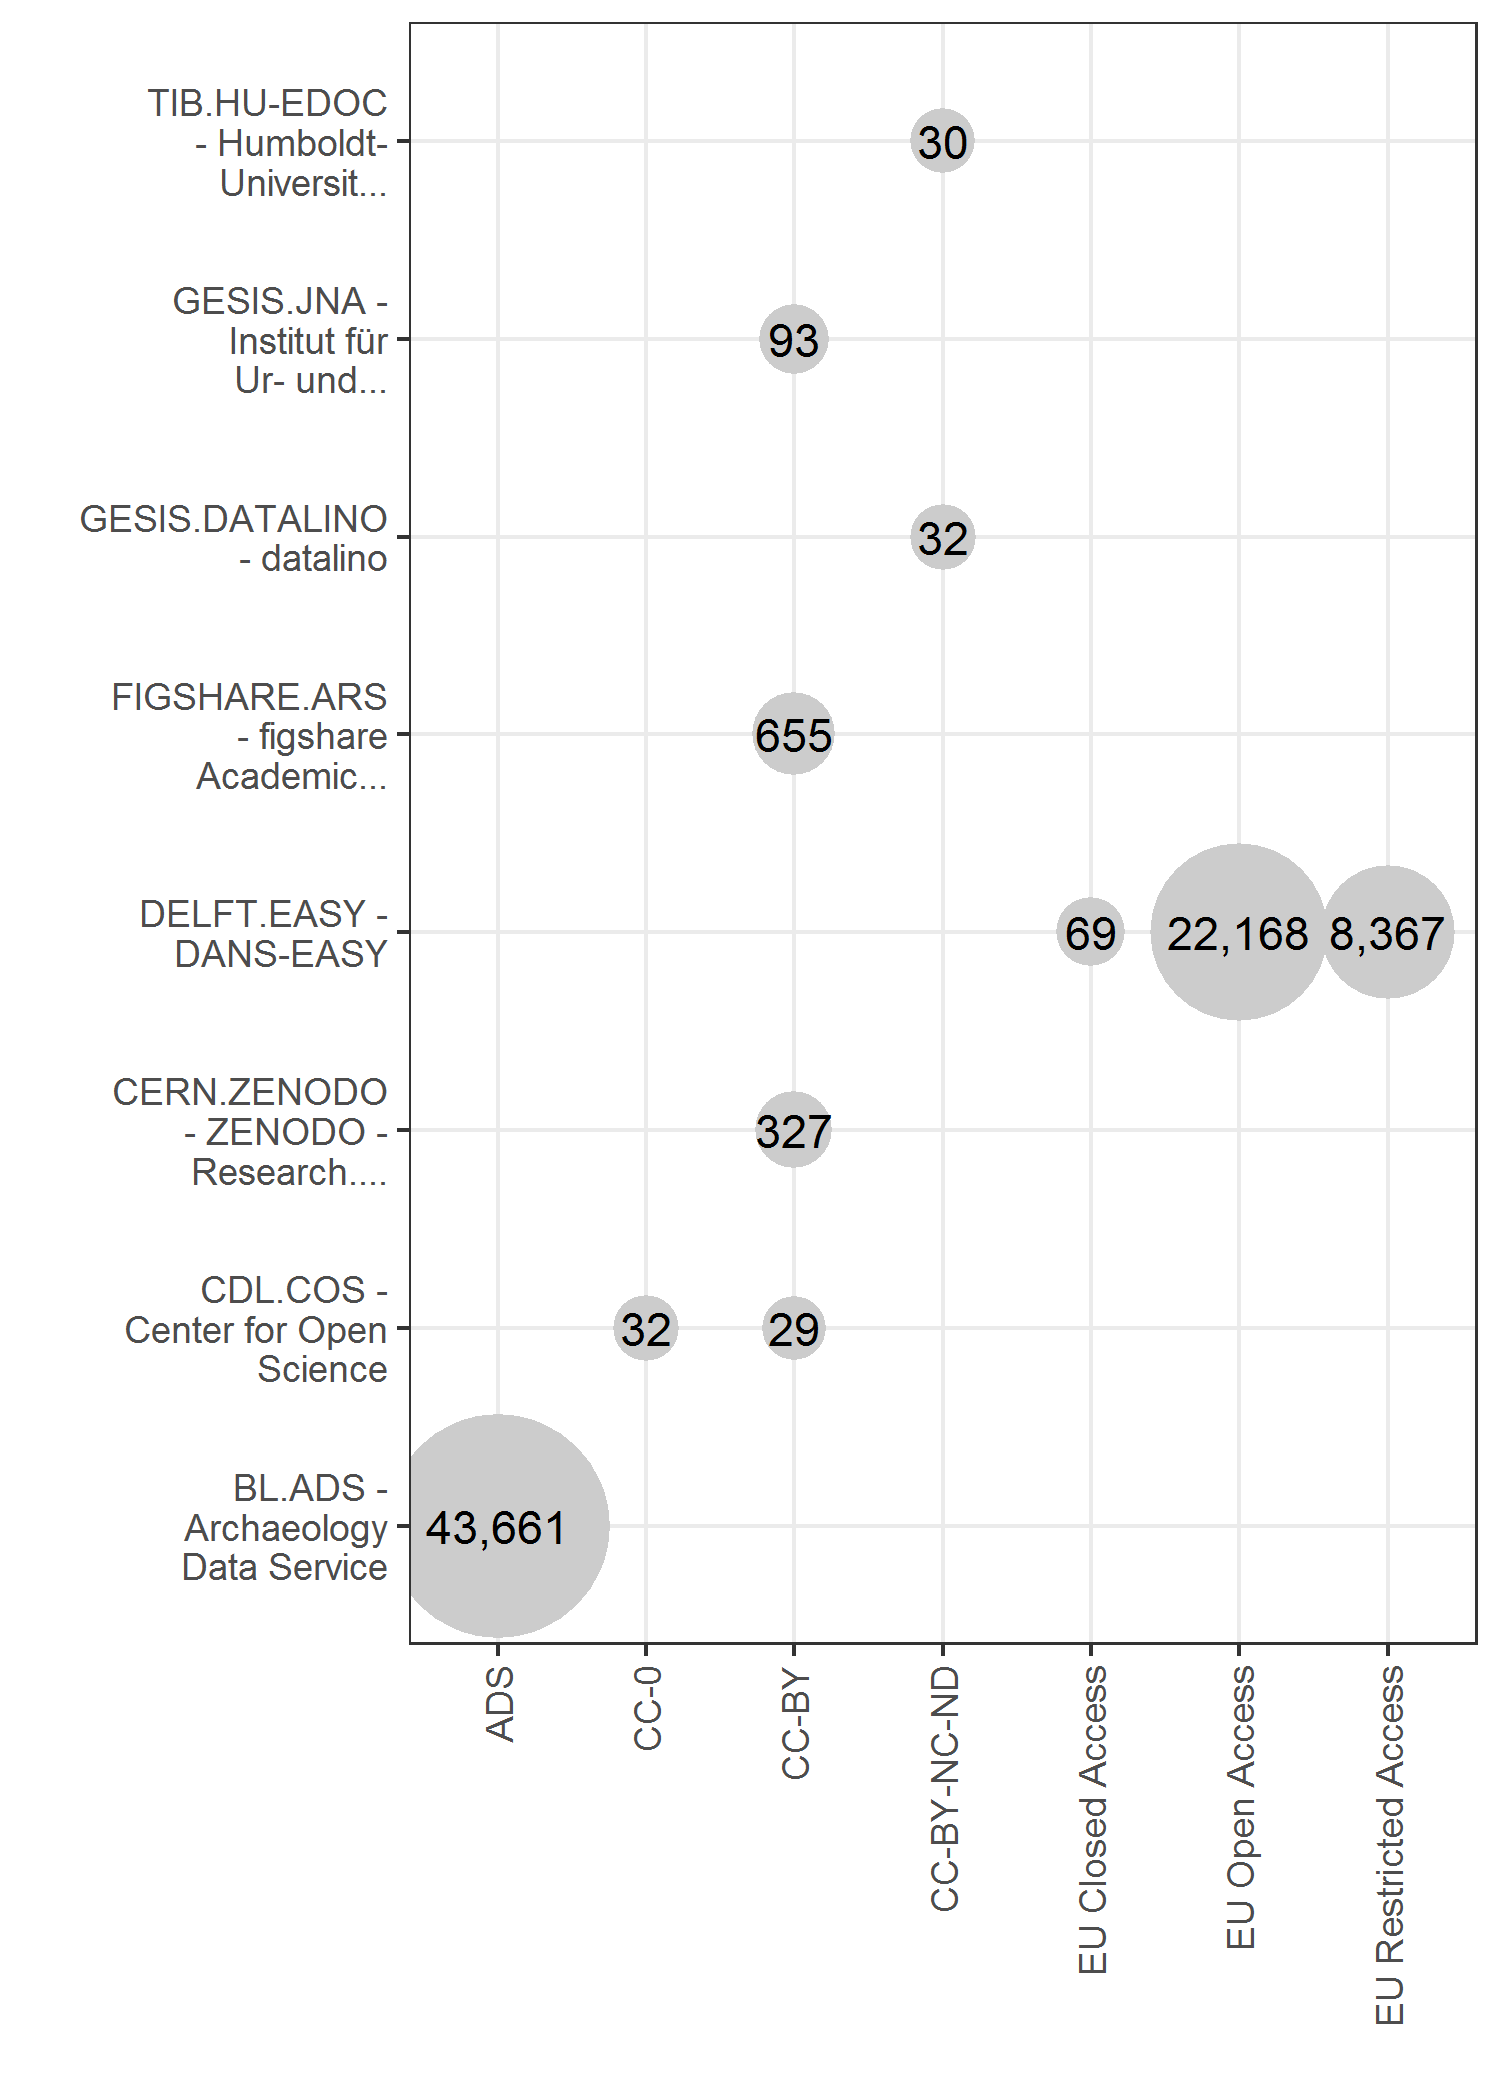 TIB.HU-EDOC
- Humboldt-
Universit...
30
GESIS.JNA -
Institut für
Ur- und...
93
GESIS.DATALINO
- datalino
32
FIGSHARE.ARS
- figshare
Academic...
655
DELFT.EASY -
DANS-EASY
69 22,168 8,367
CERN.ZENODO
- ZENODO -
Research....
327
CDL.COS -
Center for Open
Science
32 29
BL.ADS -
Archaeology
Data Service
43,661
ADS
CC-0
CC-BY
CC-BY-NC-ND
EU Closed Access
EU Open Access
EU Restricted Access